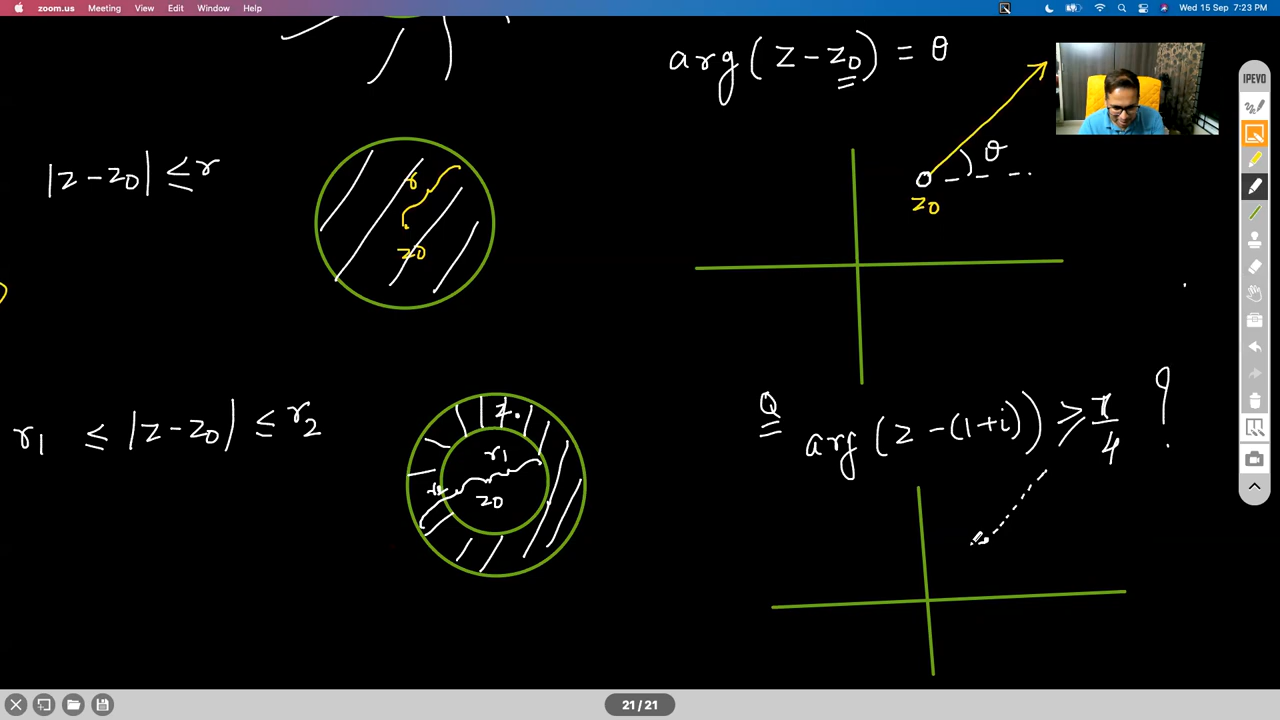 zoom.us Meeting View Edit Window Help Wed 15 Sep 7:23 PM
arg(z-z0) = θ
IPEVO
θ
z0
|z-z0| ≤ r
r
z0
Q arg(z-(1+i)) ≥ π/4 ?
r1 ≤ |z-z0| ≤ r2
z.
r1
r2
z0
21/21